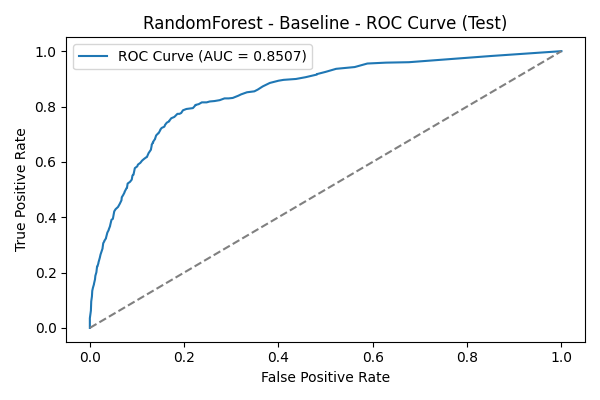 RandomForest - Baseline - ROC Curve (Test)
ROC Curve (AUC = 0.8507)
True Positive Rate
1.0
0.8
0.6
0.4
0.2
0.0
0.0 0.2 0.4 0.6 0.8 1.0
False Positive Rate